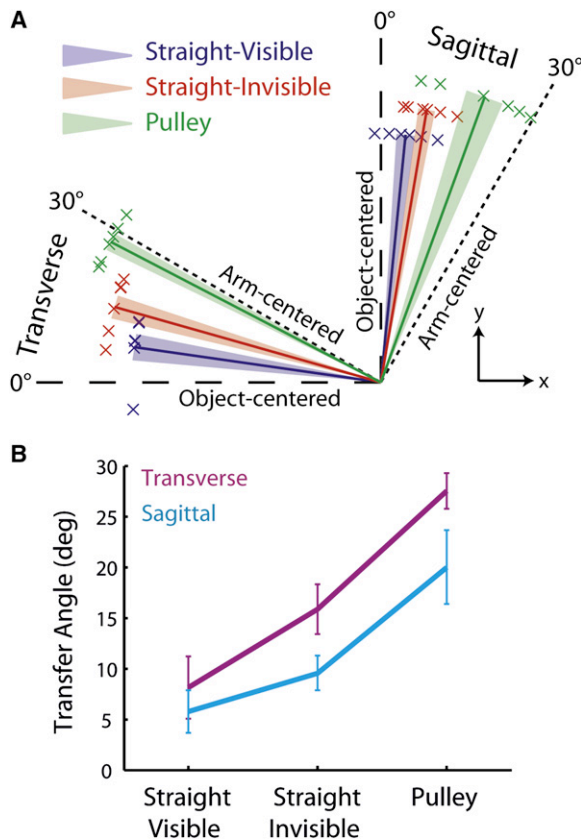 A
Straight-Visible
Straight-Invisible
Pulley
0°
Sagittal
30°
Object-centered
Arm-centered
30°
Transverse
Arm-centered
0°
Object-centered
y
x
B
Transverse
Sagittal
Transfer Angle (deg)
30
25
20
15
10
5
0
Straight
Visible
Straight
Invisible
Pulley